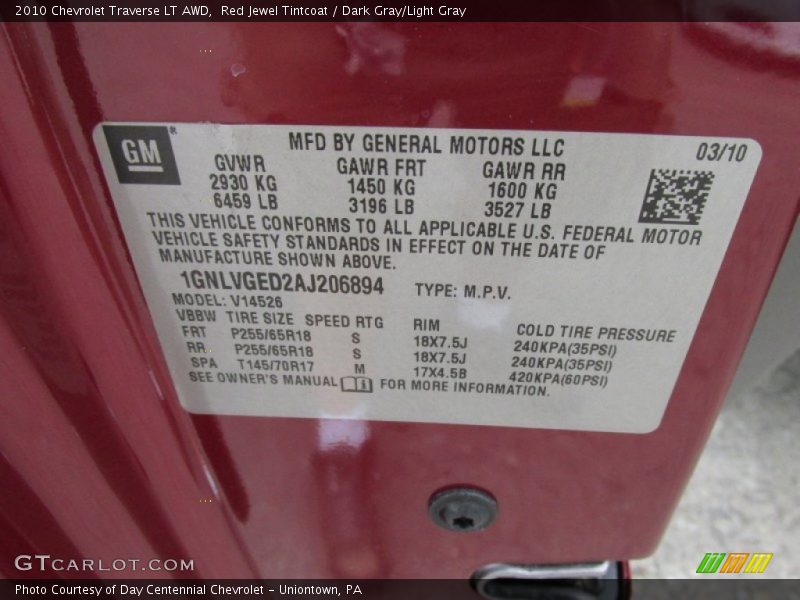 2010 Chevrolet Traverse LT AWD,  Red Jewel Tintcoat / Dark Gray/Light Gray
GM®
MFD BY GENERAL MOTORS LLC
03/10
GVWR GAWR FRT GAWR RR
2930 KG 1450 KG 1600 KG
6459 LB 3196 LB 3527 LB
THIS VEHICLE CONFORMS TO ALL APPLICABLE U.S. FEDERAL MOTOR
VEHICLE SAFETY STANDARDS IN EFFECT ON THE DATE OF
MANUFACTURE SHOWN ABOVE.
1GNLVGED2AJ206894 TYPE: M.P.V.
MODEL: V14526
VBBW TIRE SIZE SPEED RTG RIM COLD TIRE PRESSURE
FRT P255/65R18 S 18X7.5J 240KPA(35PSI)
RR P255/65R18 S 18X7.5J 240KPA(35PSI)
SPA T145/70R17 M 17X4.5B 420KPA(60PSI)
SEE OWNER'S MANUAL FOR MORE INFORMATION.
GTCARLOT.COM
Photo Courtesy of Day Centennial Chevrolet - Uniontown, PA